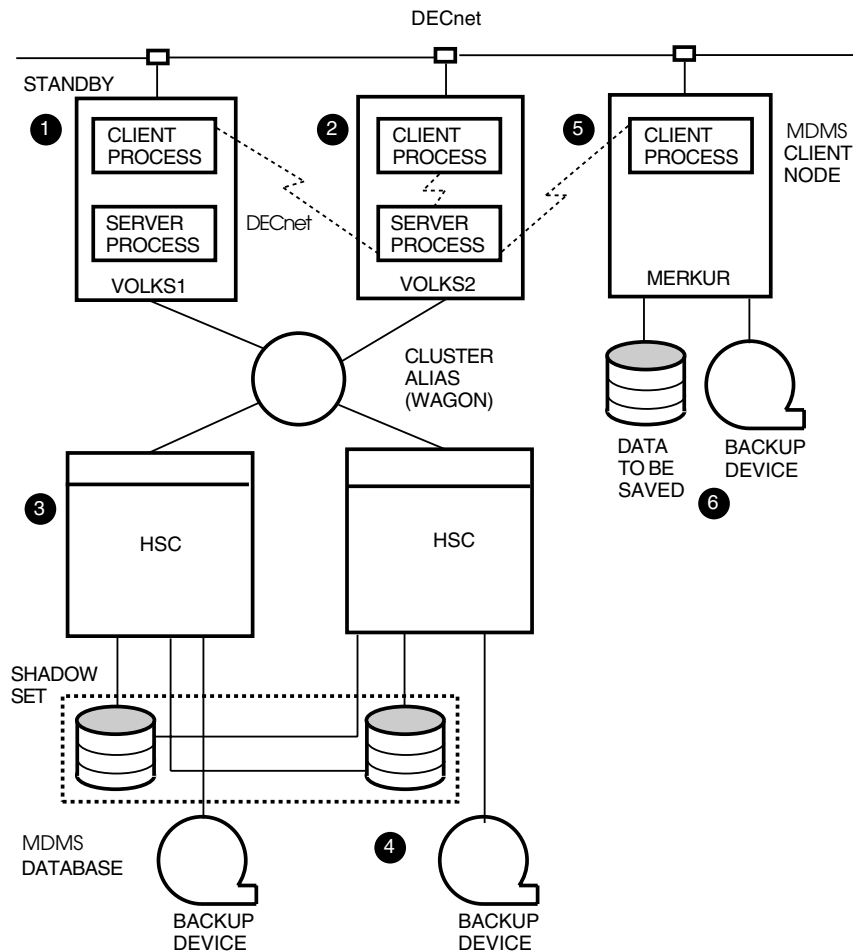 DECnet
STANDBY
1
CLIENT
PROCESS
SERVER
PROCESS
VOLKS1
DECnet
2
CLIENT
PROCESS
SERVER
PROCESS
VOLKS2
5
CLIENT
PROCESS
MERKUR
MDMS
CLIENT
NODE
CLUSTER
ALIAS
(WAGON)
DATA
TO BE
SAVED
BACKUP
DEVICE
6
3
HSC
HSC
SHADOW
SET
MDMS
DATABASE
4
BACKUP
DEVICE
BACKUP
DEVICE